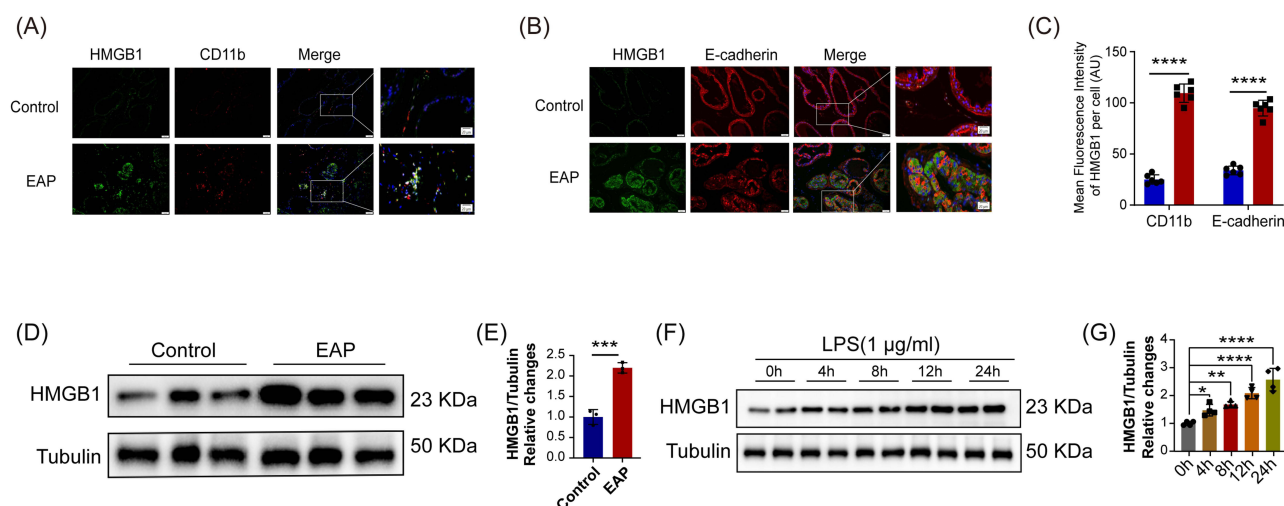 (A)
HMGB1 CD11b Merge
Control
EAP
(B)
HMGB1 E-cadherin Merge
Control
EAP
(C)
Mean Fluorescence Intensity
of HMGB1 per cell (AU)
150
100
50
0
**** ****
CD11b E-cadherin
(D)
Control EAP
HMGB1 23 KDa
Tubulin 50 KDa
(E)
HMGB1/Tubulin
Relative changes
2.5
2.0
1.5
1.0
0.5
0.0
***
Control EAP
(F)
LPS(1 µg/ml)
0h 4h 8h 12h 24h
HMGB1 23 KDa
Tubulin 50 KDa
(G)
HMGB1/Tubulin
Relative changes
4
3
2
1
0
****
****
**
*
0h 4h 8h 12h 24h